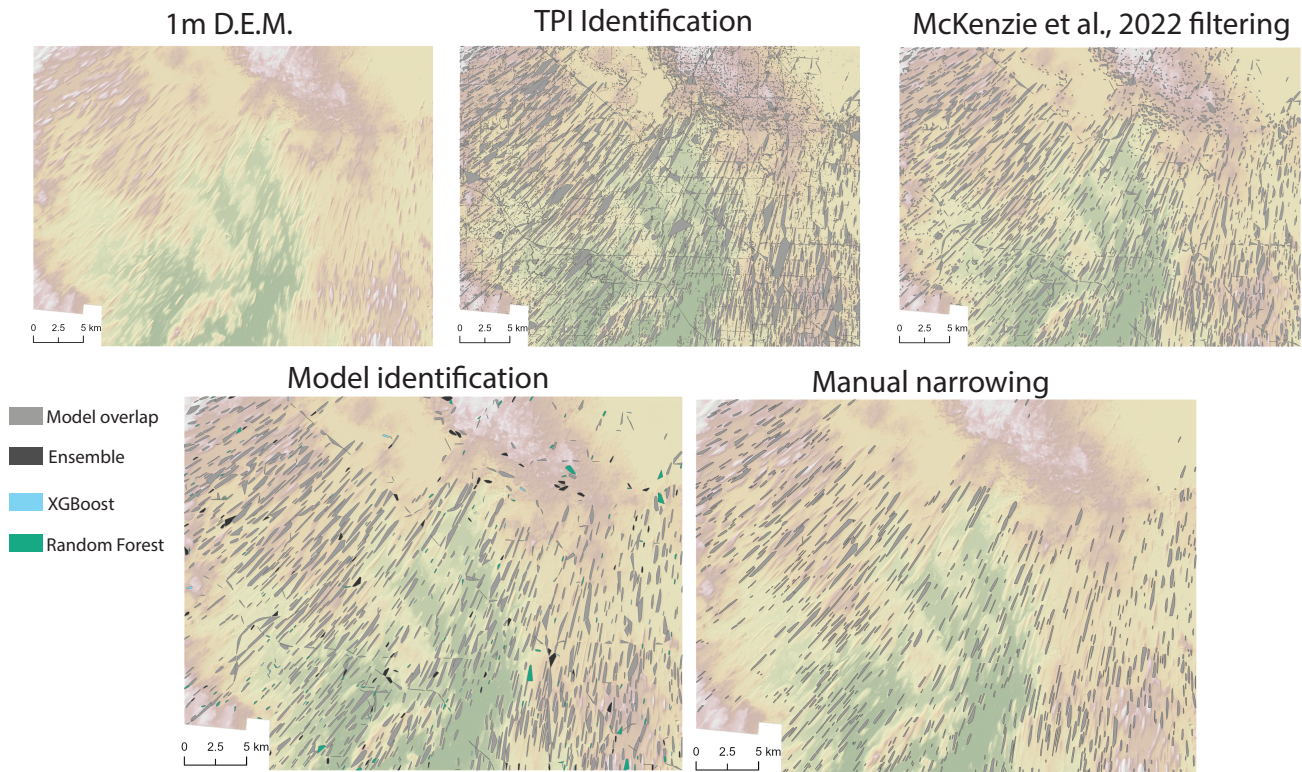 1m D.E.M.
TPI Identification
McKenzie et al., 2022 filtering
0 2.5 5 km
0 2.5 5 km
0 2.5 5 km
Model identification
Manual narrowing
Model overlap
Ensemble
XGBoost
Random Forest
0 2.5 5 km
0 2.5 5 km